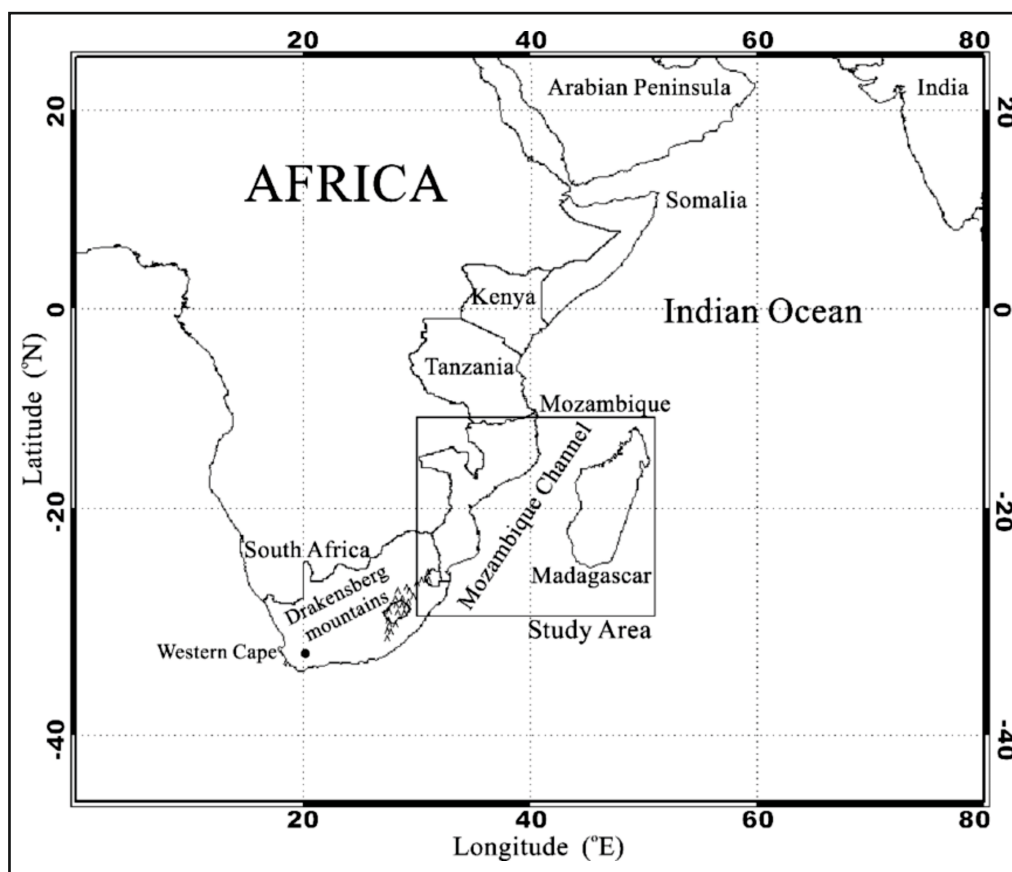 20 40 60 80
Arabian Peninsula
India
20
20
AFRICA
Somalia
Kenya
Indian Ocean
0
0
Tanzania
Latitude (°N)
Mozambique
Mozambique Channel
-20
-20
South Africa
Madagascar
Drakensberg
mountains
Study Area
Western Cape
-40
-40
20 40 60 80
Longitude (°E)